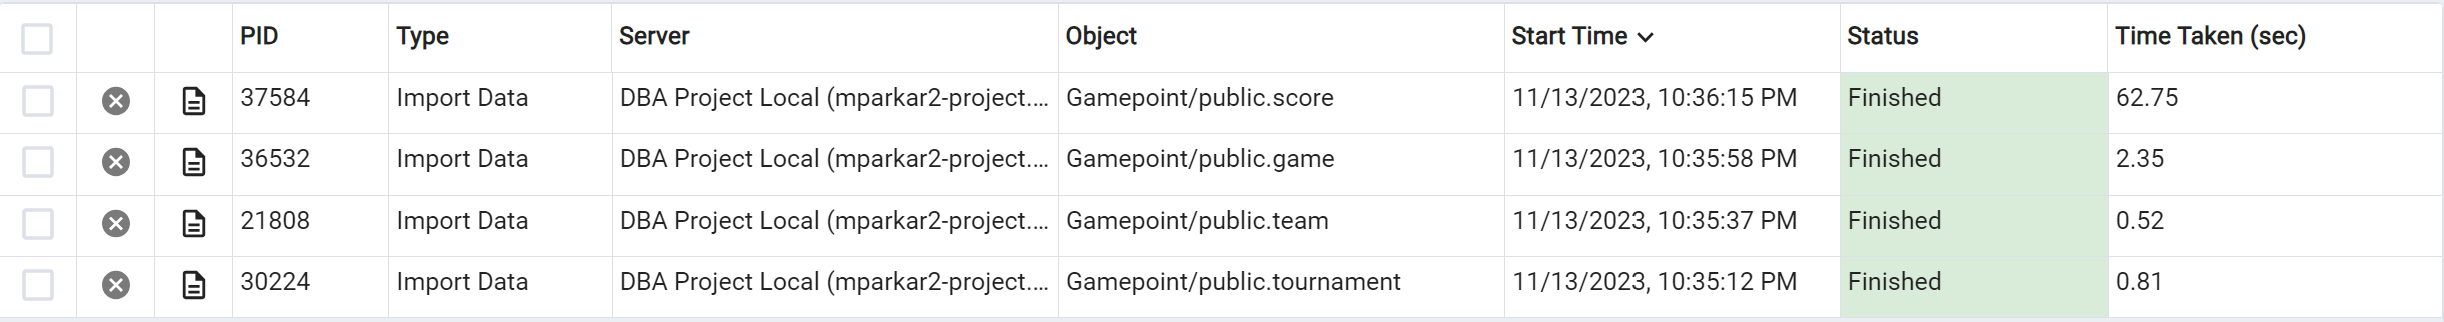 PID Type Server Object Start Time Status Time Taken (sec)
37584 Import Data DBA Project Local (mparkar2-project.... Gamepoint/public.score 11/13/2023, 10:36:15 PM Finished 62.75
36532 Import Data DBA Project Local (mparkar2-project.... Gamepoint/public.game 11/13/2023, 10:35:58 PM Finished 2.35
21808 Import Data DBA Project Local (mparkar2-project.... Gamepoint/public.team 11/13/2023, 10:35:37 PM Finished 0.52
30224 Import Data DBA Project Local (mparkar2-project.... Gamepoint/public.tournament 11/13/2023, 10:35:12 PM Finished 0.81